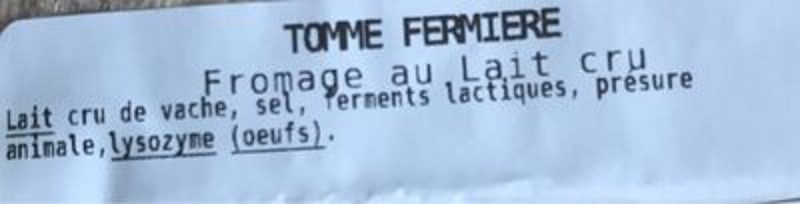 TOMME FERMIERE
Fromage au Lait cru
Lait cru de vache, sel, ferments lactiques, présure
animale,lysozyme (oeufs).